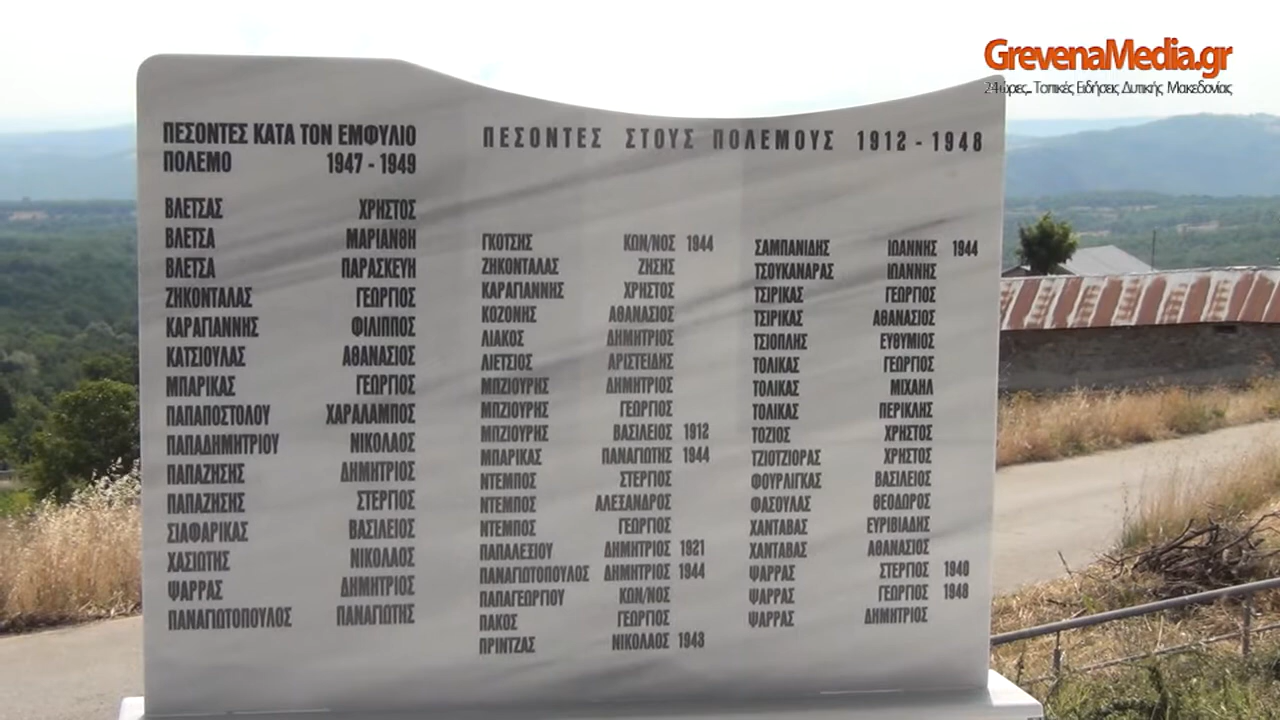 GrevenaMedia.gr
24ώρες... Τοπικές Ειδήσεις Δυτικής Μακεδονίας
ΠΕΣΟΝΤΕΣ ΚΑΤΑ ΤΟΝ ΕΜΦΥΛΙΟ
ΠΟΛΕΜΟ 1947 - 1949
ΒΛΕΤΣΑΣ ΧΡΗΣΤΟΣ
ΒΛΕΤΣΑ ΜΑΡΙΑΝΘΗ
ΒΛΕΤΣΑ ΠΑΡΑΣΚΕΥΗ
ΖΗΚΟΝΤΑΛΑΣ ΓΕΩΡΓΙΟΣ
ΚΑΡΑΓΙΑΝΝΗΣ ΦΙΛΙΠΠΟΣ
ΚΑΤΣΙΟΥΛΑΣ ΑΘΑΝΑΣΙΟΣ
ΜΠΑΡΙΚΑΣ ΓΕΩΡΓΙΟΣ
ΠΑΠΑΠΟΣΤΟΛΟΥ ΧΑΡΑΛΑΜΠΟΣ
ΠΑΠΑΔΗΜΗΤΡΙΟΥ ΝΙΚΟΛΑΟΣ
ΠΑΠΑΖΗΣΗΣ ΔΗΜΗΤΡΙΟΣ
ΠΑΠΑΖΗΣΗΣ ΣΤΕΡΓΙΟΣ
ΣΙΑΦΑΡΙΚΑΣ ΒΑΣΙΛΕΙΟΣ
ΧΑΣΙΩΤΗΣ ΝΙΚΟΛΑΟΣ
ΨΑΡΡΑΣ ΔΗΜΗΤΡΙΟΣ
ΠΑΝΑΓΙΩΤΟΠΟΥΛΟΣ ΠΑΝΑΓΙΩΤΗΣ
ΠΕΣΟΝΤΕΣ ΣΤΟΥΣ ΠΟΛΕΜΟΥΣ 1912 - 1948
ΓΚΟΤΣΗΣ ΚΩΝ/ΝΟΣ 1944
ΖΗΚΟΝΤΑΛΑΣ ΖΗΣΗΣ
ΚΑΡΑΓΙΑΝΝΗΣ ΧΡΗΣΤΟΣ
ΚΟΖΟΝΗΣ ΑΘΑΝΑΣΙΟΣ
ΛΙΑΚΟΣ ΔΗΜΗΤΡΙΟΣ
ΛΙΕΤΣΙΟΣ ΑΡΙΣΤΕΙΔΗΣ
ΜΠΖΙΟΥΡΗΣ ΔΗΜΗΤΡΙΟΣ
ΜΠΖΙΟΥΡΗΣ ΓΕΩΡΓΙΟΣ
ΜΠΖΙΟΥΡΗΣ ΒΑΣΙΛΕΙΟΣ 1912
ΜΠΑΡΙΚΑΣ ΠΑΝΑΓΙΩΤΗΣ 1944
ΝΤΕΜΠΟΣ ΣΤΕΡΓΙΟΣ
ΝΤΕΜΠΟΣ ΑΛΕΞΑΝΔΡΟΣ
ΝΤΕΜΠΟΣ ΓΕΩΡΓΙΟΣ
ΠΑΠΑΛΕΞΙΟΥ ΔΗΜΗΤΡΙΟΣ 1921
ΠΑΝΑΓΙΩΤΟΠΟΥΛΟΣ ΔΗΜΗΤΡΙΟΣ 1944
ΠΑΠΑΓΕΩΡΓΙΟΥ ΚΩΝ/ΝΟΣ
ΠΑΚΟΣ ΓΕΩΡΓΙΟΣ
ΠΡΙΝΤΖΑΣ ΝΙΚΟΛΑΟΣ 1943
ΣΑΜΠΑΝΙΔΗΣ ΙΩΑΝΝΗΣ 1944
ΤΣΟΥΚΑΝΑΡΑΣ ΙΩΑΝΝΗΣ
ΤΣΙΡΙΚΑΣ ΓΕΩΡΓΙΟΣ
ΤΣΙΡΙΚΑΣ ΑΘΑΝΑΣΙΟΣ
ΤΣΙΟΠΛΗΣ ΕΥΘΥΜΙΟΣ
ΤΟΛΙΚΑΣ ΓΕΩΡΓΙΟΣ
ΤΟΛΙΚΑΣ ΜΙΧΑΗΛ
ΤΟΛΙΚΑΣ ΠΕΡΙΚΛΗΣ
ΤΟΖΙΟΣ ΧΡΗΣΤΟΣ
ΤΖΙΟΤΖΙΟΡΑΣ ΧΡΗΣΤΟΣ
ΦΟΥΡΛΙΓΚΑΣ ΒΑΣΙΛΕΙΟΣ
ΦΑΣΟΥΛΑΣ ΘΕΟΔΩΡΟΣ
ΧΑΝΤΑΒΑΣ ΕΥΡΙΒΙΑΔΗΣ
ΧΑΝΤΑΒΑΣ ΑΘΑΝΑΣΙΟΣ
ΨΑΡΡΑΣ ΣΤΕΡΓΙΟΣ 1940
ΨΑΡΡΑΣ ΓΕΩΡΓΙΟΣ 1948
ΨΑΡΡΑΣ ΔΗΜΗΤΡΙΟΣ